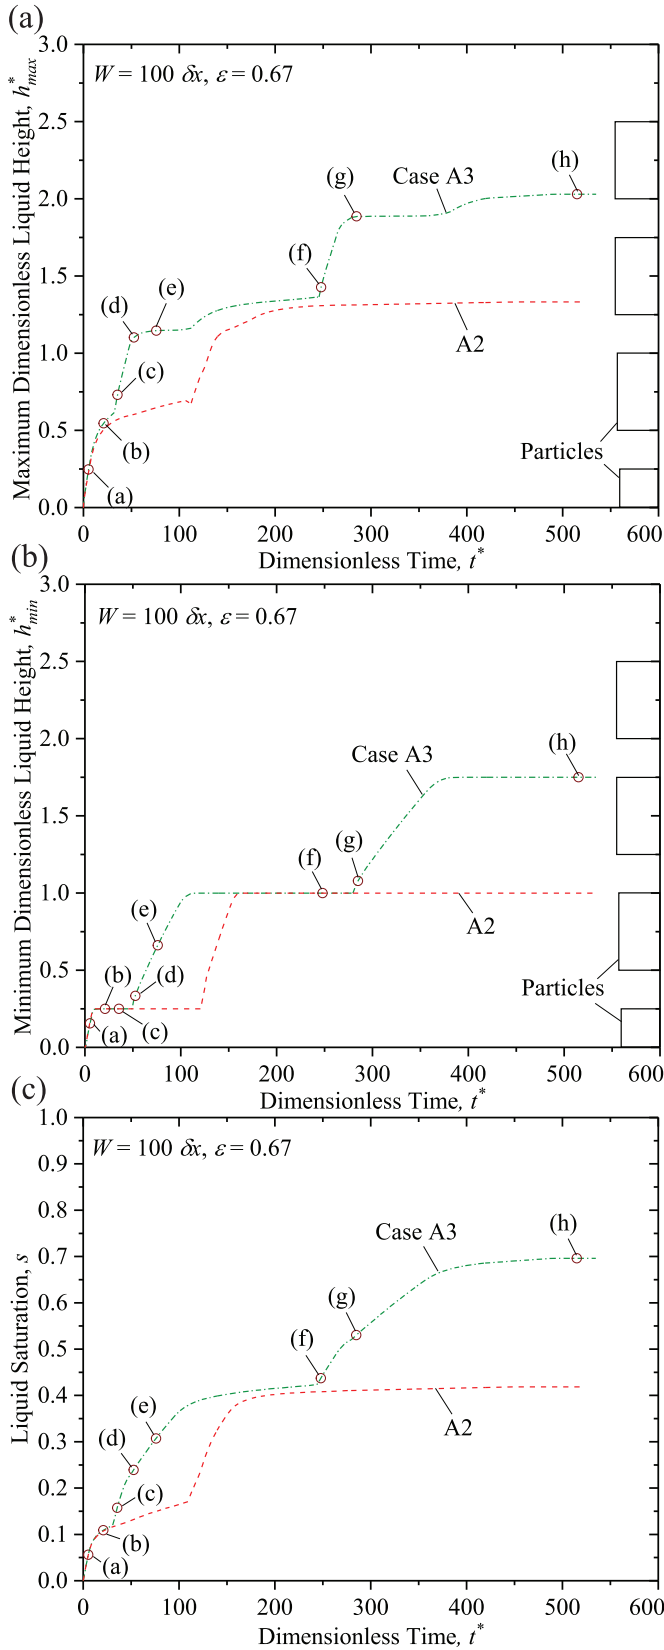 (a)
Maximum Dimensionless Liquid Height, h*max
W = 100 δx, ε = 0.67
3.0
2.5
2.0
1.5
1.0
0.5
0.0
(h)
(g)
Case A3
(f)
(d)
(e)
A2
(c)
(b)
(a)
Particles
0 100 200 300 400 500 600
Dimensionless Time, t*
(b)
Minimum Dimensionless Liquid Height, h*min
W = 100 δx, ε = 0.67
3.0
2.5
2.0
1.5
1.0
0.5
0.0
(h)
Case A3
(f)
(g)
A2
(e)
(b)
(d)
(a)
(c)
Particles
0 100 200 300 400 500 600
Dimensionless Time, t*
(c)
Liquid Saturation, s
W = 100 δx, ε = 0.67
1.0
0.9
0.8
0.7
0.6
0.5
0.4
0.3
0.2
0.1
0.0
(h)
Case A3
(g)
(f)
A2
(e)
(d)
(c)
(b)
(a)
0 100 200 300 400 500 600
Dimensionless Time, t*